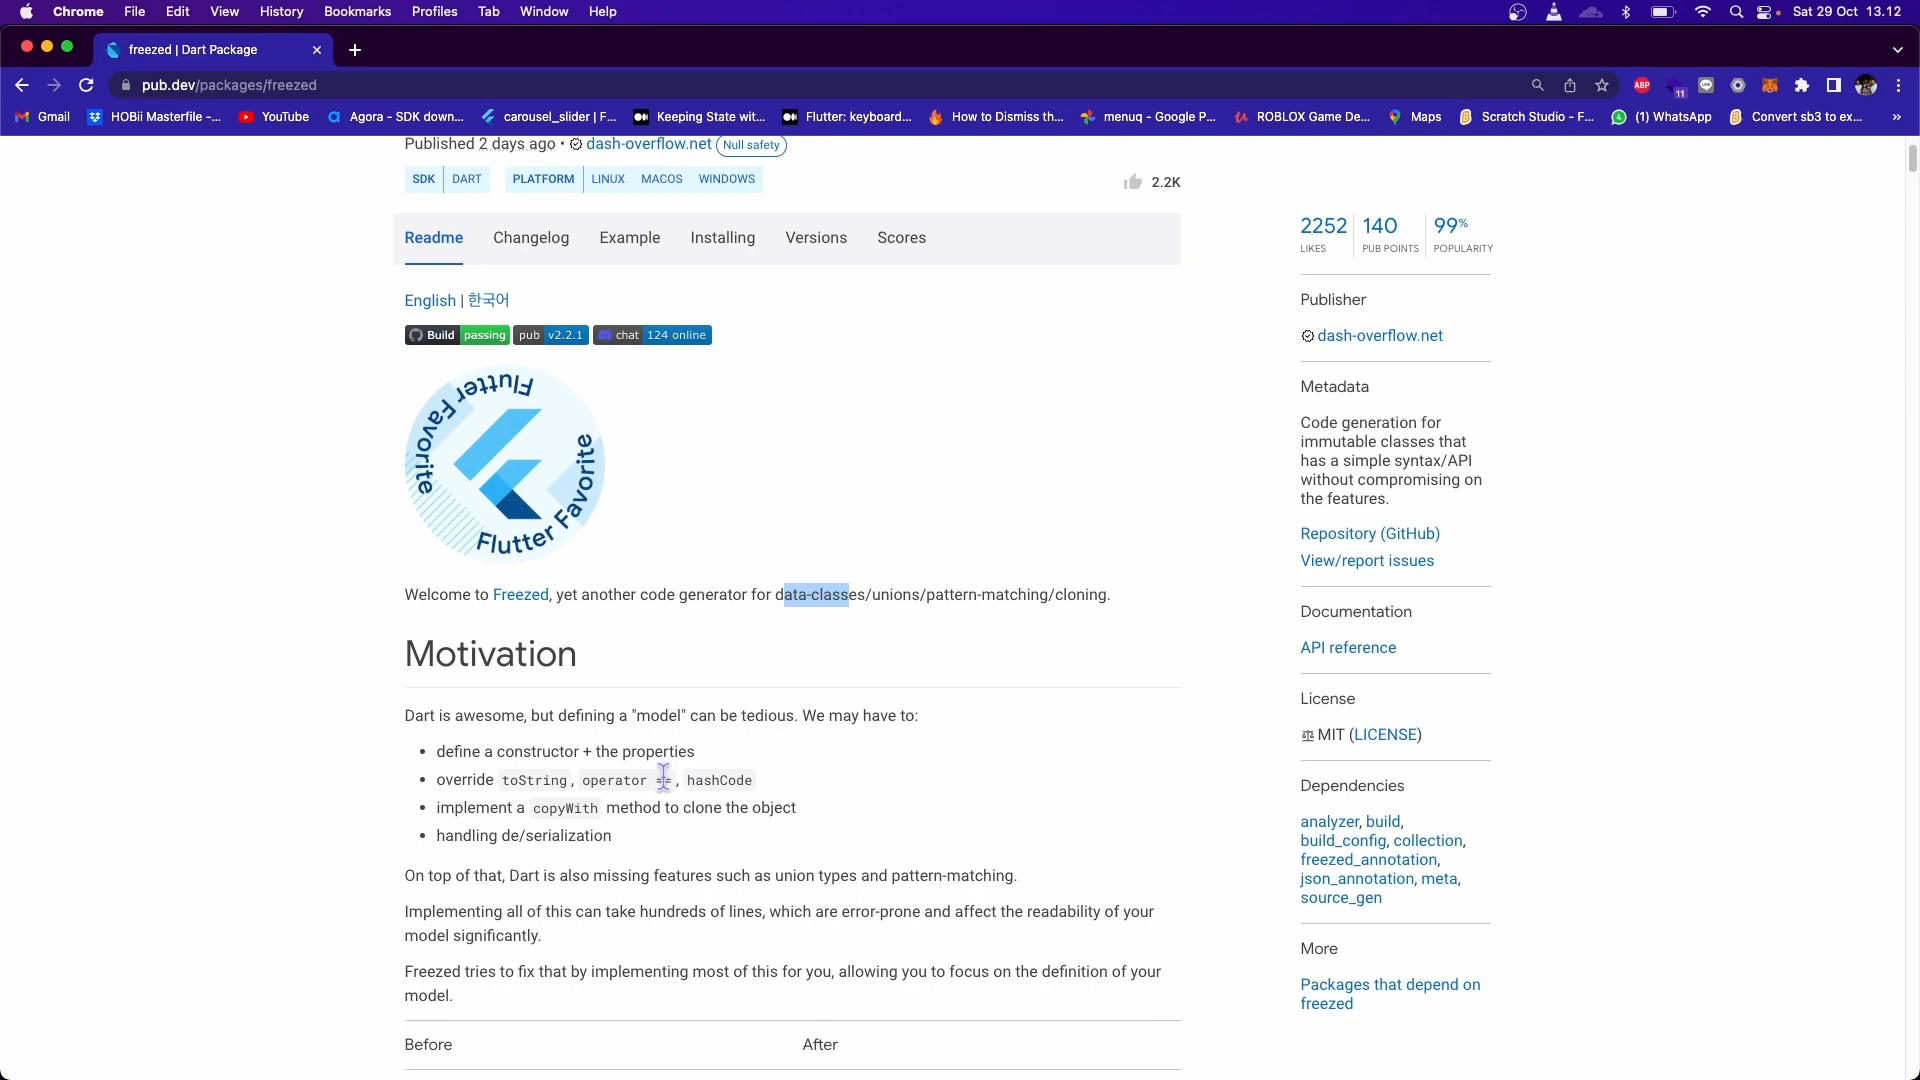 Chrome File Edit View History Bookmarks Profiles Tab Window Help Sat 29 Oct 13.12
freezed | Dart Package
pub.dev/packages/freezed ABP 11
Gmail HOBii Masterfile -... YouTube Agora - SDK down... carousel_slider | F... Keeping State wit... Flutter: keyboard... How to Dismiss th... menuq - Google P... ROBLOX Game De... Maps Scratch Studio - F... (1) WhatsApp Convert sb3 to ex... »
Published 2 days ago • dash-overflow.net Null safety
SDK DART PLATFORM LINUX MACOS WINDOWS
2.2K
Readme Changelog Example Installing Versions Scores
English | 한국어
Build passing pub v2.2.1 chat 124 online
Flutter Favorite
Flutter Favorite
Welcome to Freezed, yet another code generator for data-classes/unions/pattern-matching/cloning.
Motivation
Dart is awesome, but defining a "model" can be tedious. We may have to:
• define a constructor + the properties
• override toString, operator ==, hashCode
• implement a copyWith method to clone the object
• handling de/serialization
On top of that, Dart is also missing features such as union types and pattern-matching.
Implementing all of this can take hundreds of lines, which are error-prone and affect the readability of your
model significantly.
Freezed tries to fix that by implementing most of this for you, allowing you to focus on the definition of your
model.
Before After
2252 140 99%
LIKES PUB POINTS POPULARITY
Publisher
dash-overflow.net
Metadata
Code generation for
immutable classes that
has a simple syntax/API
without compromising on
the features.
Repository (GitHub)
View/report issues
Documentation
API reference
License
MIT (LICENSE)
Dependencies
analyzer, build,
build_config, collection,
freezed_annotation,
json_annotation, meta,
source_gen
More
Packages that depend on
freezed